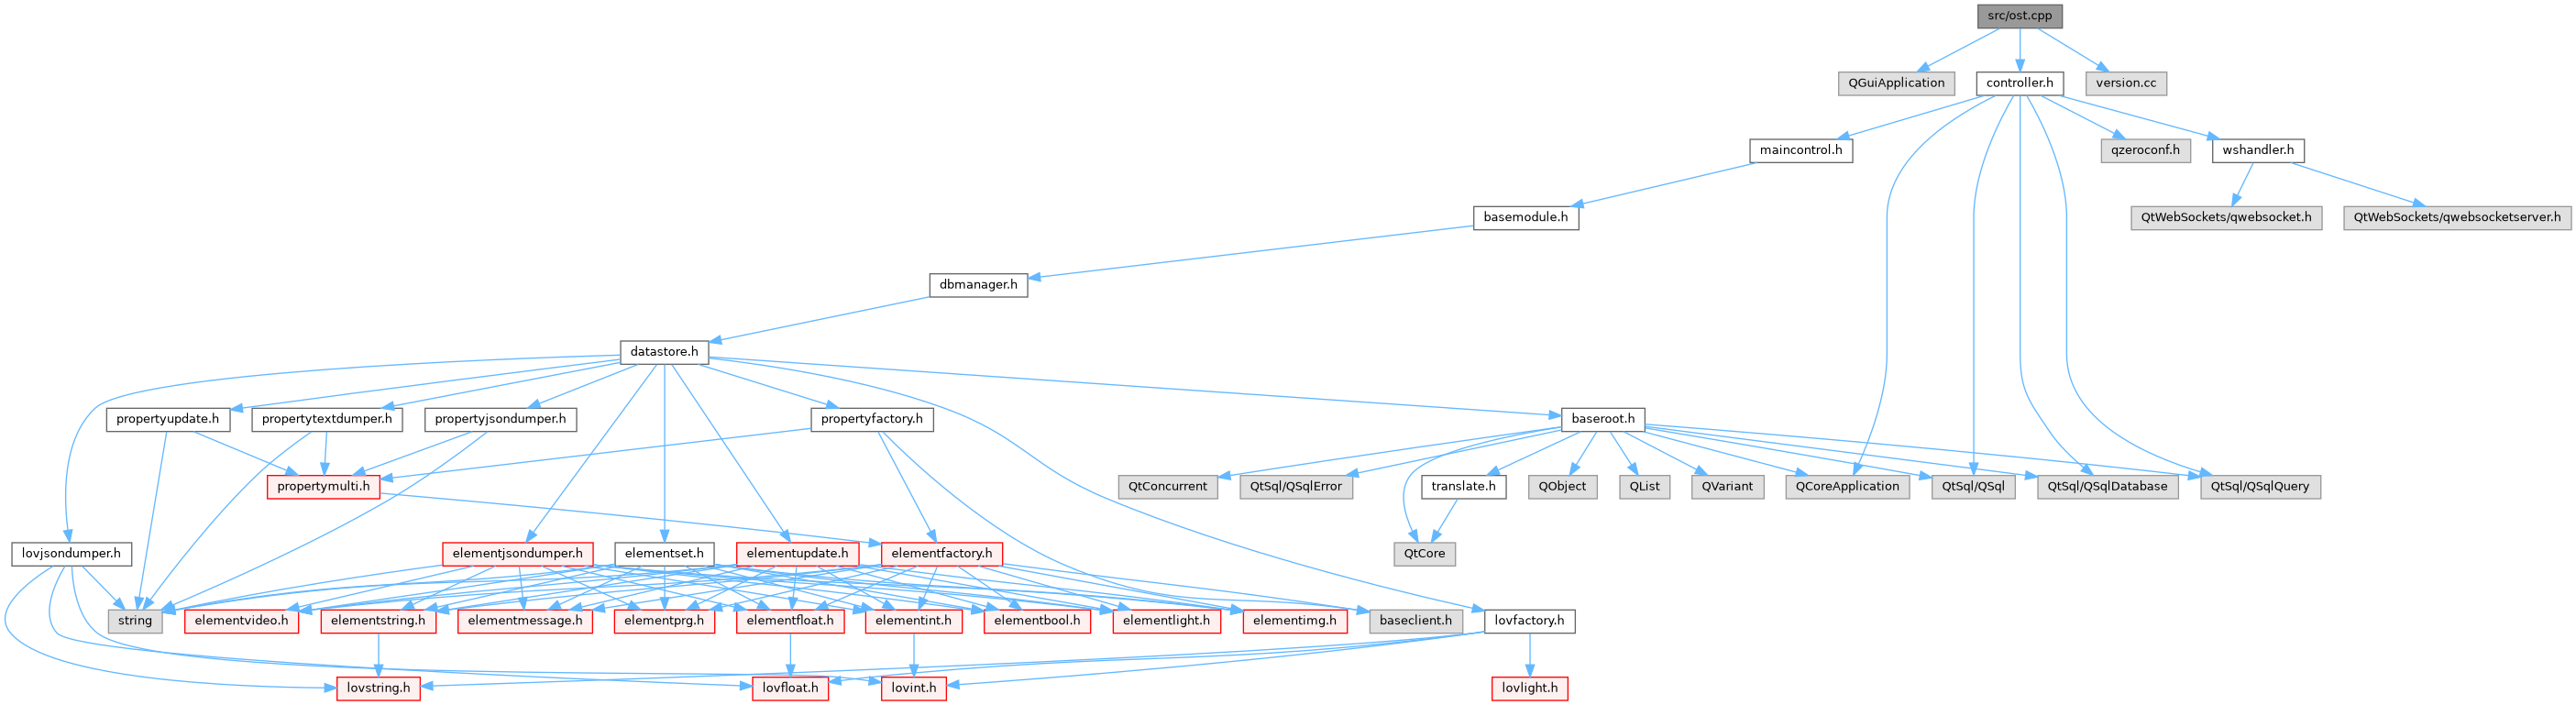 src/ost.cpp
QGuiApplication
controller.h
version.cc
maincontrol.h
qzeroconf.h
wshandler.h
basemodule.h
QtWebSockets/qwebsocket.h
QtWebSockets/qwebsocketserver.h
dbmanager.h
datastore.h
propertyupdate.h
propertytextdumper.h
propertyjsondumper.h
propertyfactory.h
baseroot.h
propertymulti.h
QtConcurrent
QtSql/QSqlError
translate.h
QObject
QList
QVariant
QCoreApplication
QtSql/QSql
QtSql/QSqlDatabase
QtSql/QSqlQuery
lovjsondumper.h
elementjsondumper.h
elementset.h
elementupdate.h
elementfactory.h
QtCore
string
elementvideo.h
elementstring.h
elementmessage.h
elementprg.h
elementfloat.h
elementint.h
elementbool.h
elementlight.h
elementimg.h
baseclient.h
lovfactory.h
lovstring.h
lovfloat.h
lovint.h
lovlight.h